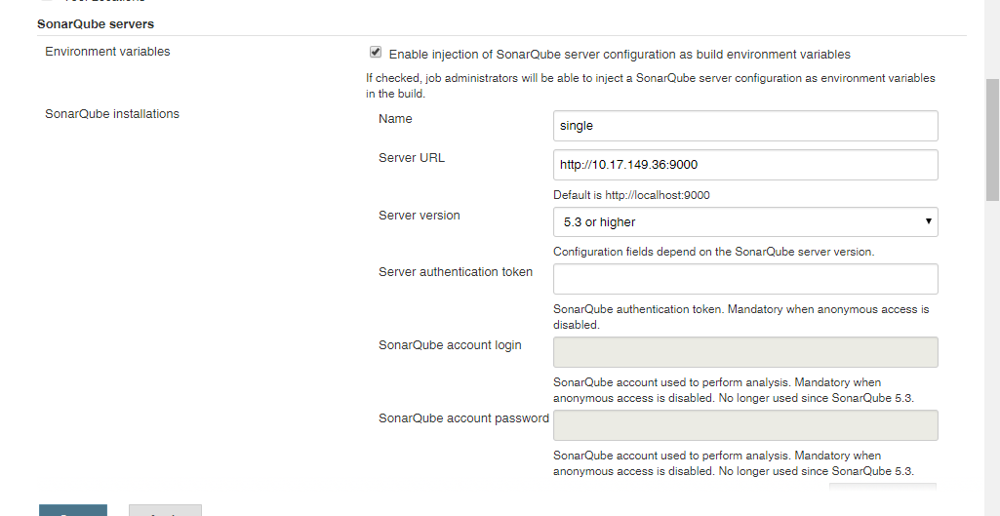 SonarQube servers
Environment variables
Enable injection of SonarQube server configuration as build environment variables
If checked, job administrators will be able to inject a SonarQube server configuration as environment variables
in the build.
SonarQube installations
Name
single
Server URL
http://10.17.149.36:9000
Default is http://localhost:9000
Server version
5.3 or higher
Configuration fields depend on the SonarQube server version.
Server authentication token
SonarQube authentication token. Mandatory when anonymous access is
disabled.
SonarQube account login
SonarQube account used to perform analysis. Mandatory when
anonymous access is disabled. No longer used since SonarQube 5.3.
SonarQube account password
SonarQube account used to perform analysis. Mandatory when
anonymous access is disabled. No longer used since SonarQube 5.3.